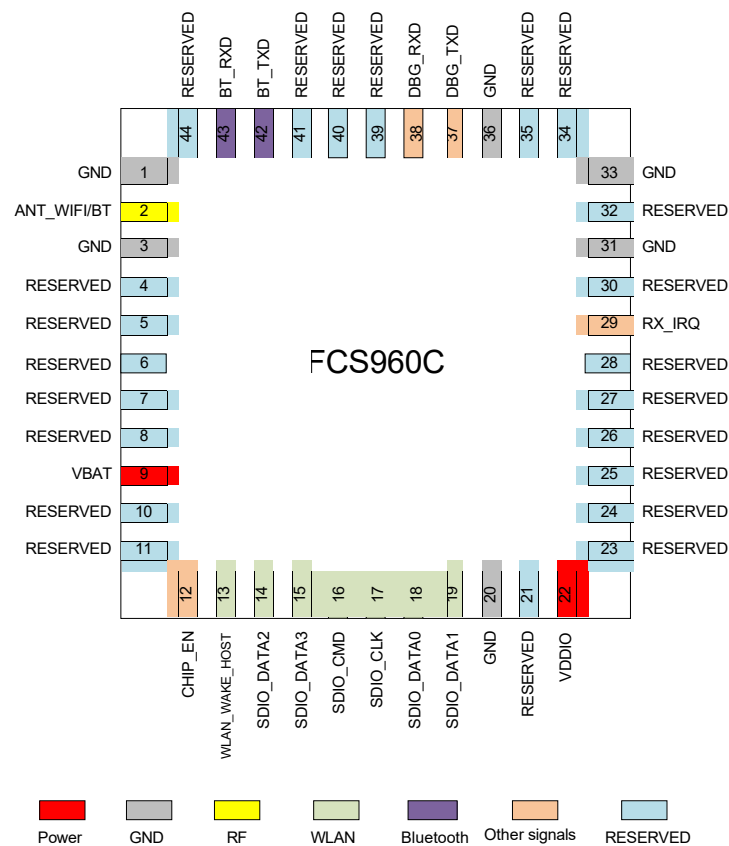 RESERVED
BT_RXD
BT_TXD
RESERVED
RESERVED
RESERVED
DBG_RXD
DBG_TXD
GND
RESERVED
RESERVED
44
43
42
41
40
39
38
37
36
35
34
GND 1
ANT_WIFI/BT 2
GND 3
RESERVED 4
RESERVED 5
RESERVED 6
RESERVED 7
RESERVED 8
VBAT 9
RESERVED 10
RESERVED 11
FCS960C
33 GND
32 RESERVED
31 GND
30 RESERVED
29 RX_IRQ
28 RESERVED
27 RESERVED
26 RESERVED
25 RESERVED
24 RESERVED
23 RESERVED
12
13
14
15
16
17
18
19
20
21
22
CHIP_EN
WLAN_WAKE_HOST
SDIO_DATA2
SDIO_DATA3
SDIO_CMD
SDIO_CLK
SDIO_DATA0
SDIO_DATA1
GND
RESERVED
VDDIO
Power GND RF WLAN Bluetooth Other signals RESERVED